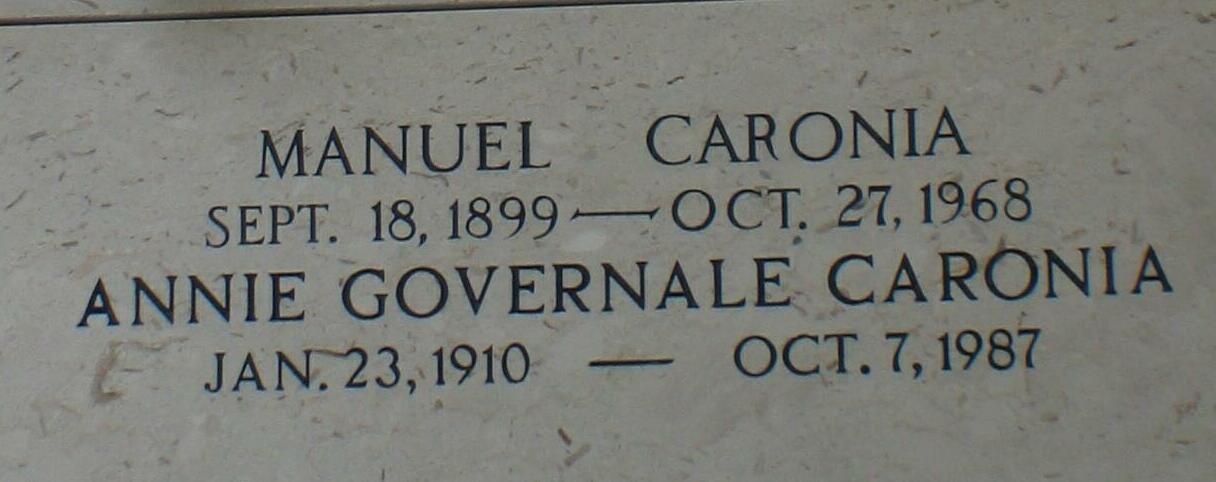 MANUEL CARONIA
SEPT. 18, 1899 — OCT. 27, 1968
ANNIE GOVERNALE CARONIA
JAN. 23, 1910 — OCT. 7, 1987